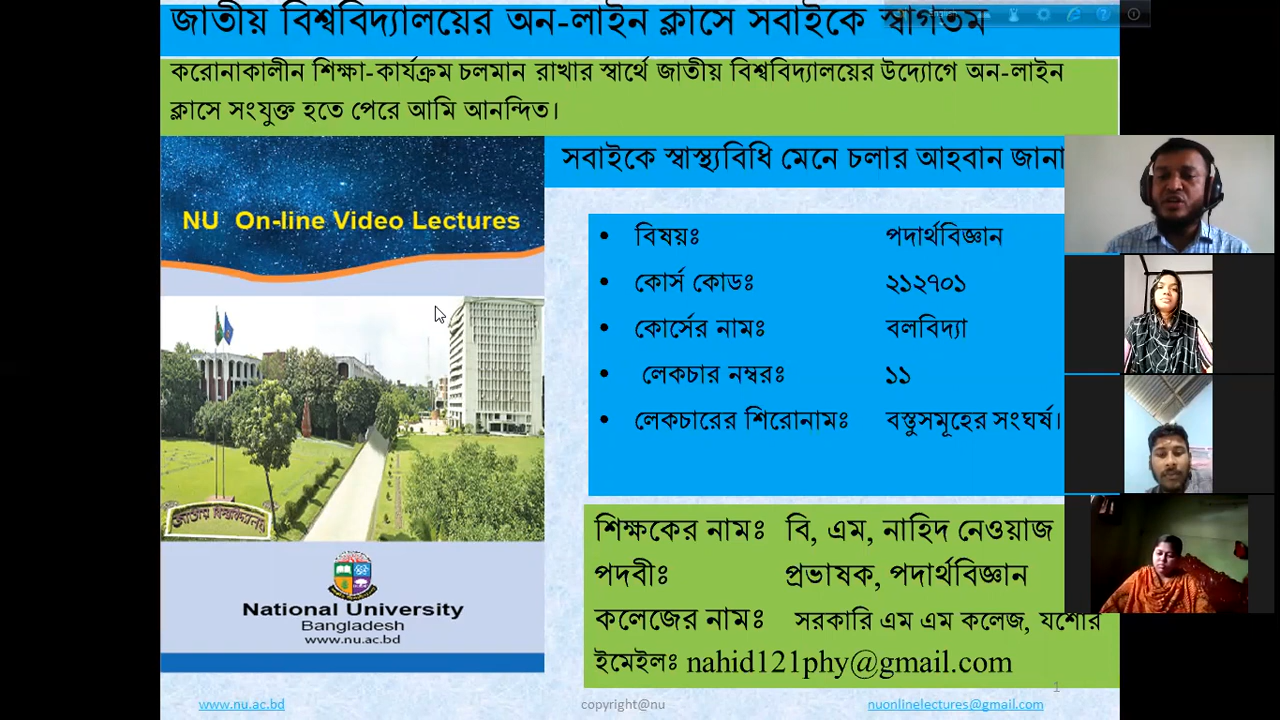 জাতীয় বিশ্ববিদ্যালয়ের অন-লাইন ক্লাসে সবাইকে স্বাগতম
করোনাকালীন শিক্ষা-কার্যক্রম চলমান রাখার স্বার্থে জাতীয় বিশ্ববিদ্যালয়ের উদ্যোগে অন-লাইন
ক্লাসে সংযুক্ত হতে পেরে আমি আনন্দিত।
সবাইকে স্বাস্থ্যবিধি মেনে চলার আহবান জানা
NU On-line Video Lectures
• বিষয়ঃ পদার্থবিজ্ঞান
• কোর্স কোডঃ ২১২৭০১
• কোর্সের নামঃ বলবিদ্যা
• লেকচার নম্বরঃ ১১
• লেকচারের শিরোনামঃ বস্তুসমূহের সংঘর্ষ।
জাতীয় বিশ্ববিদ্যালয়
National University
Bangladesh
www.nu.ac.bd
শিক্ষকের নামঃ বি, এম, নাহিদ নেওয়াজ
পদবীঃ প্রভাষক, পদার্থবিজ্ঞান
কলেজের নামঃ সরকারি এম এম কলেজ, যশোর
ইমেইলঃ nahid121phy@gmail.com
1
www.nu.ac.bd copyright@nu nuonlinelectures@gmail.com